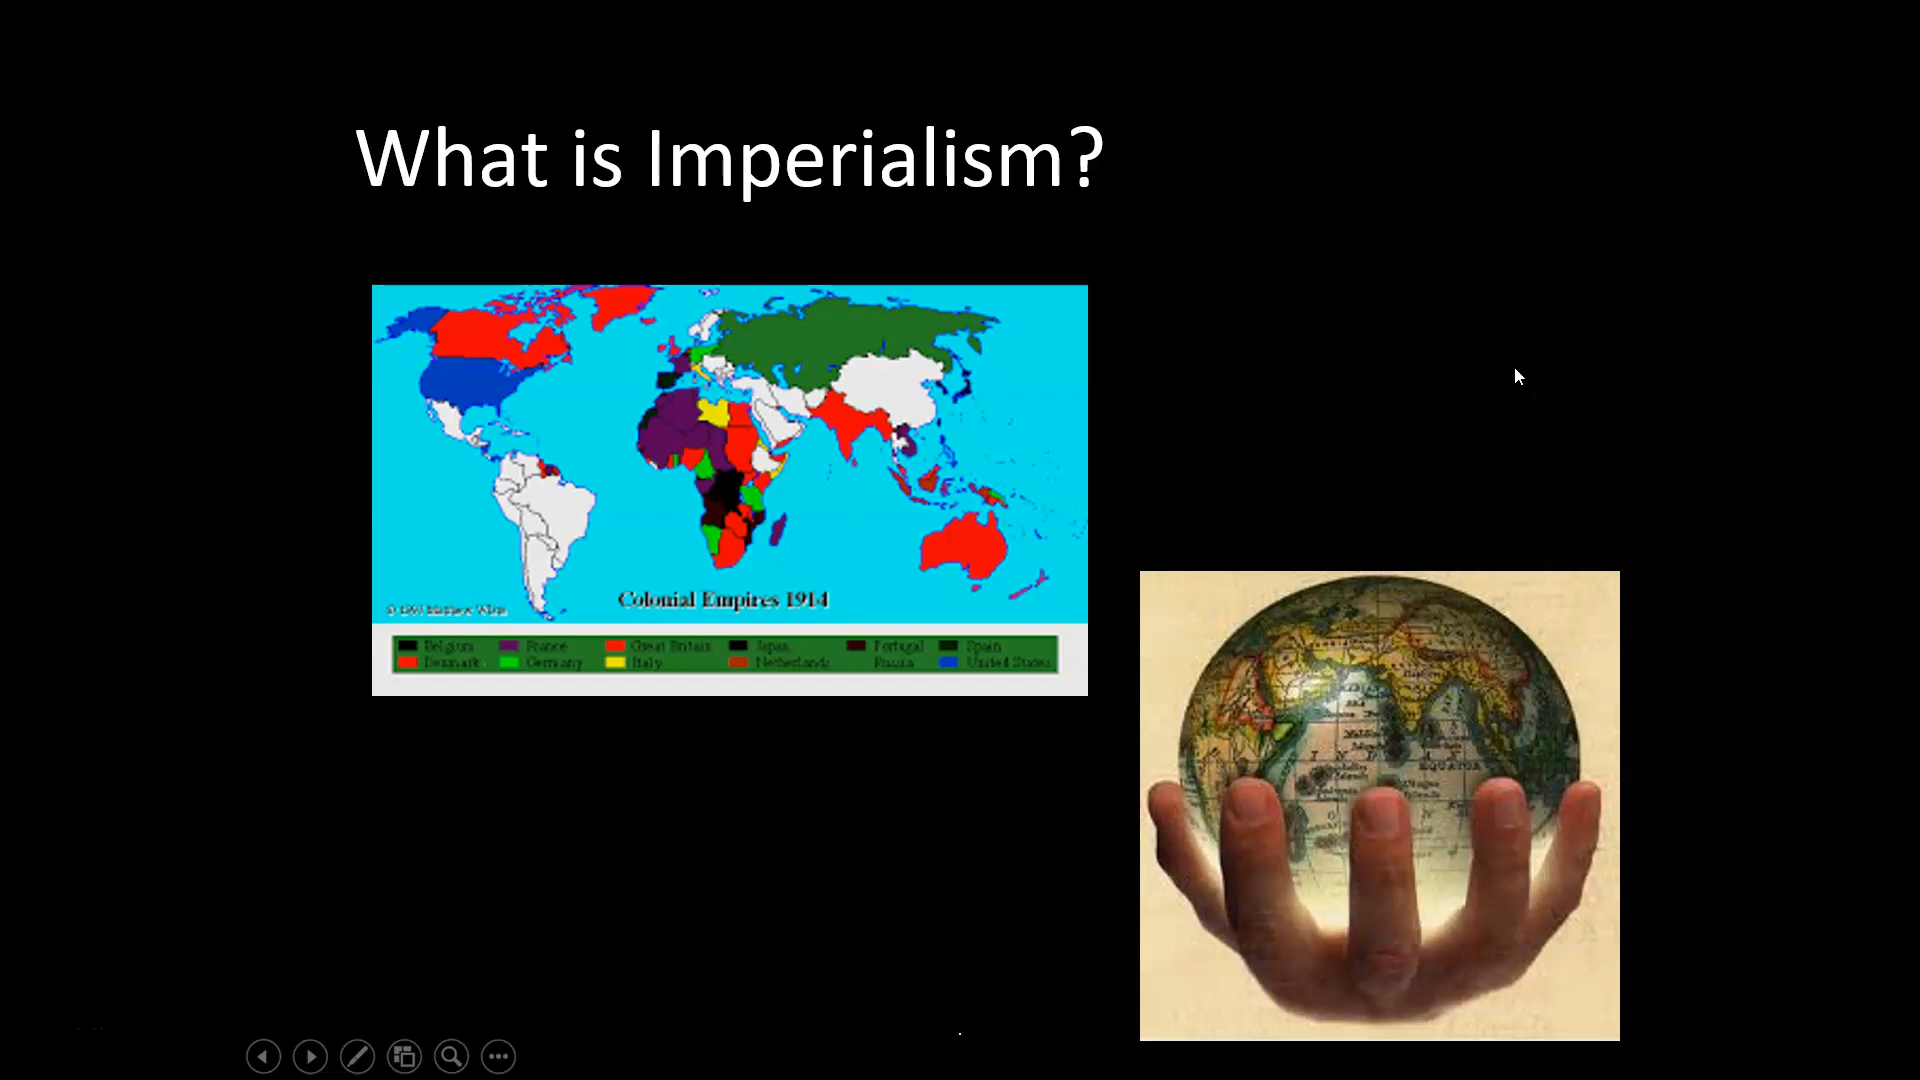 What is Imperialism?
Colonial Empires 1914
Belgium France Great Britain Japan Portugal Spain
Denmark Germany Italy Netherlands Russia United States
EQUATOR